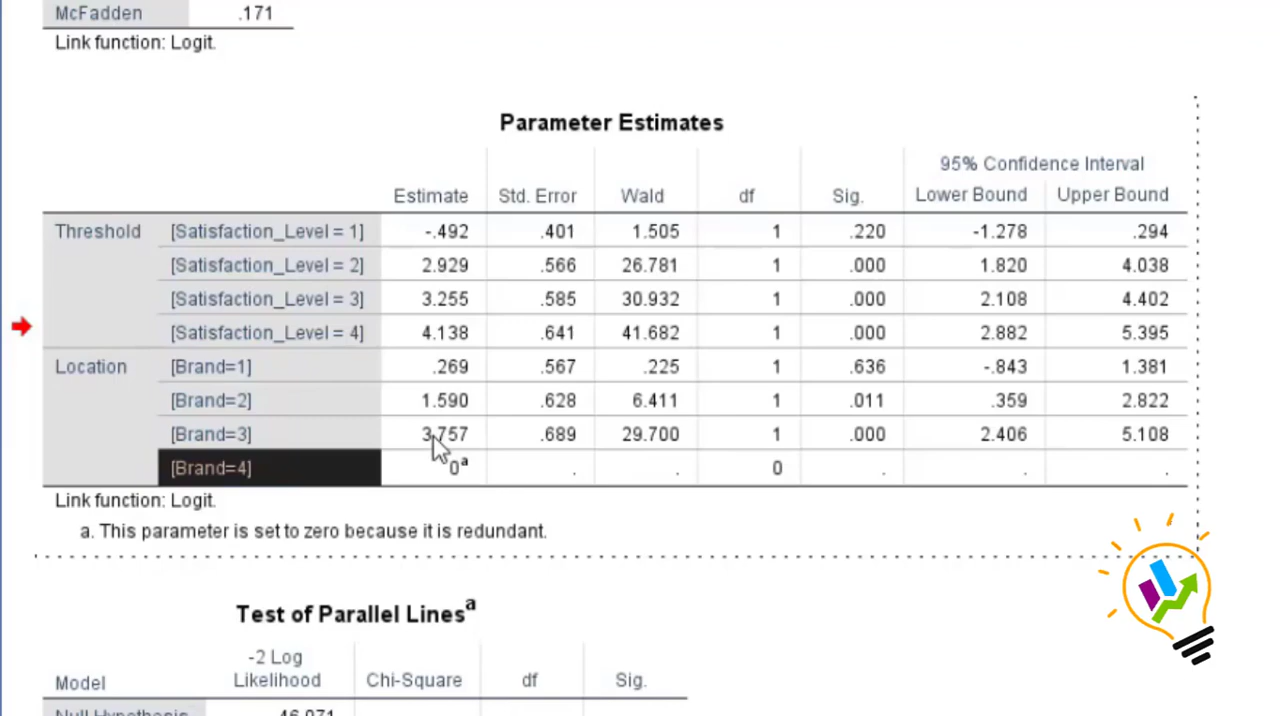 McFadden .171
Link function: Logit.
Parameter Estimates
95% Confidence Interval
Estimate Std. Error Wald df Sig. Lower Bound Upper Bound
Threshold [Satisfaction_Level = 1] -.492 .401 1.505 1 .220 -1.278 .294
[Satisfaction_Level = 2] 2.929 .566 26.781 1 .000 1.820 4.038
[Satisfaction_Level = 3] 3.255 .585 30.932 1 .000 2.108 4.402
[Satisfaction_Level = 4] 4.138 .641 41.682 1 .000 2.882 5.395
Location [Brand=1] .269 .567 .225 1 .636 -.843 1.381
[Brand=2] 1.590 .628 6.411 1 .011 .359 2.822
[Brand=3] 3.757 .689 29.700 1 .000 2.406 5.108
[Brand=4] 0a . . 0 . . .
Link function: Logit.
a. This parameter is set to zero because it is redundant.
Test of Parallel Linesa
-2 Log
Model Likelihood Chi-Square df Sig.
Null Hypothesis 46.071